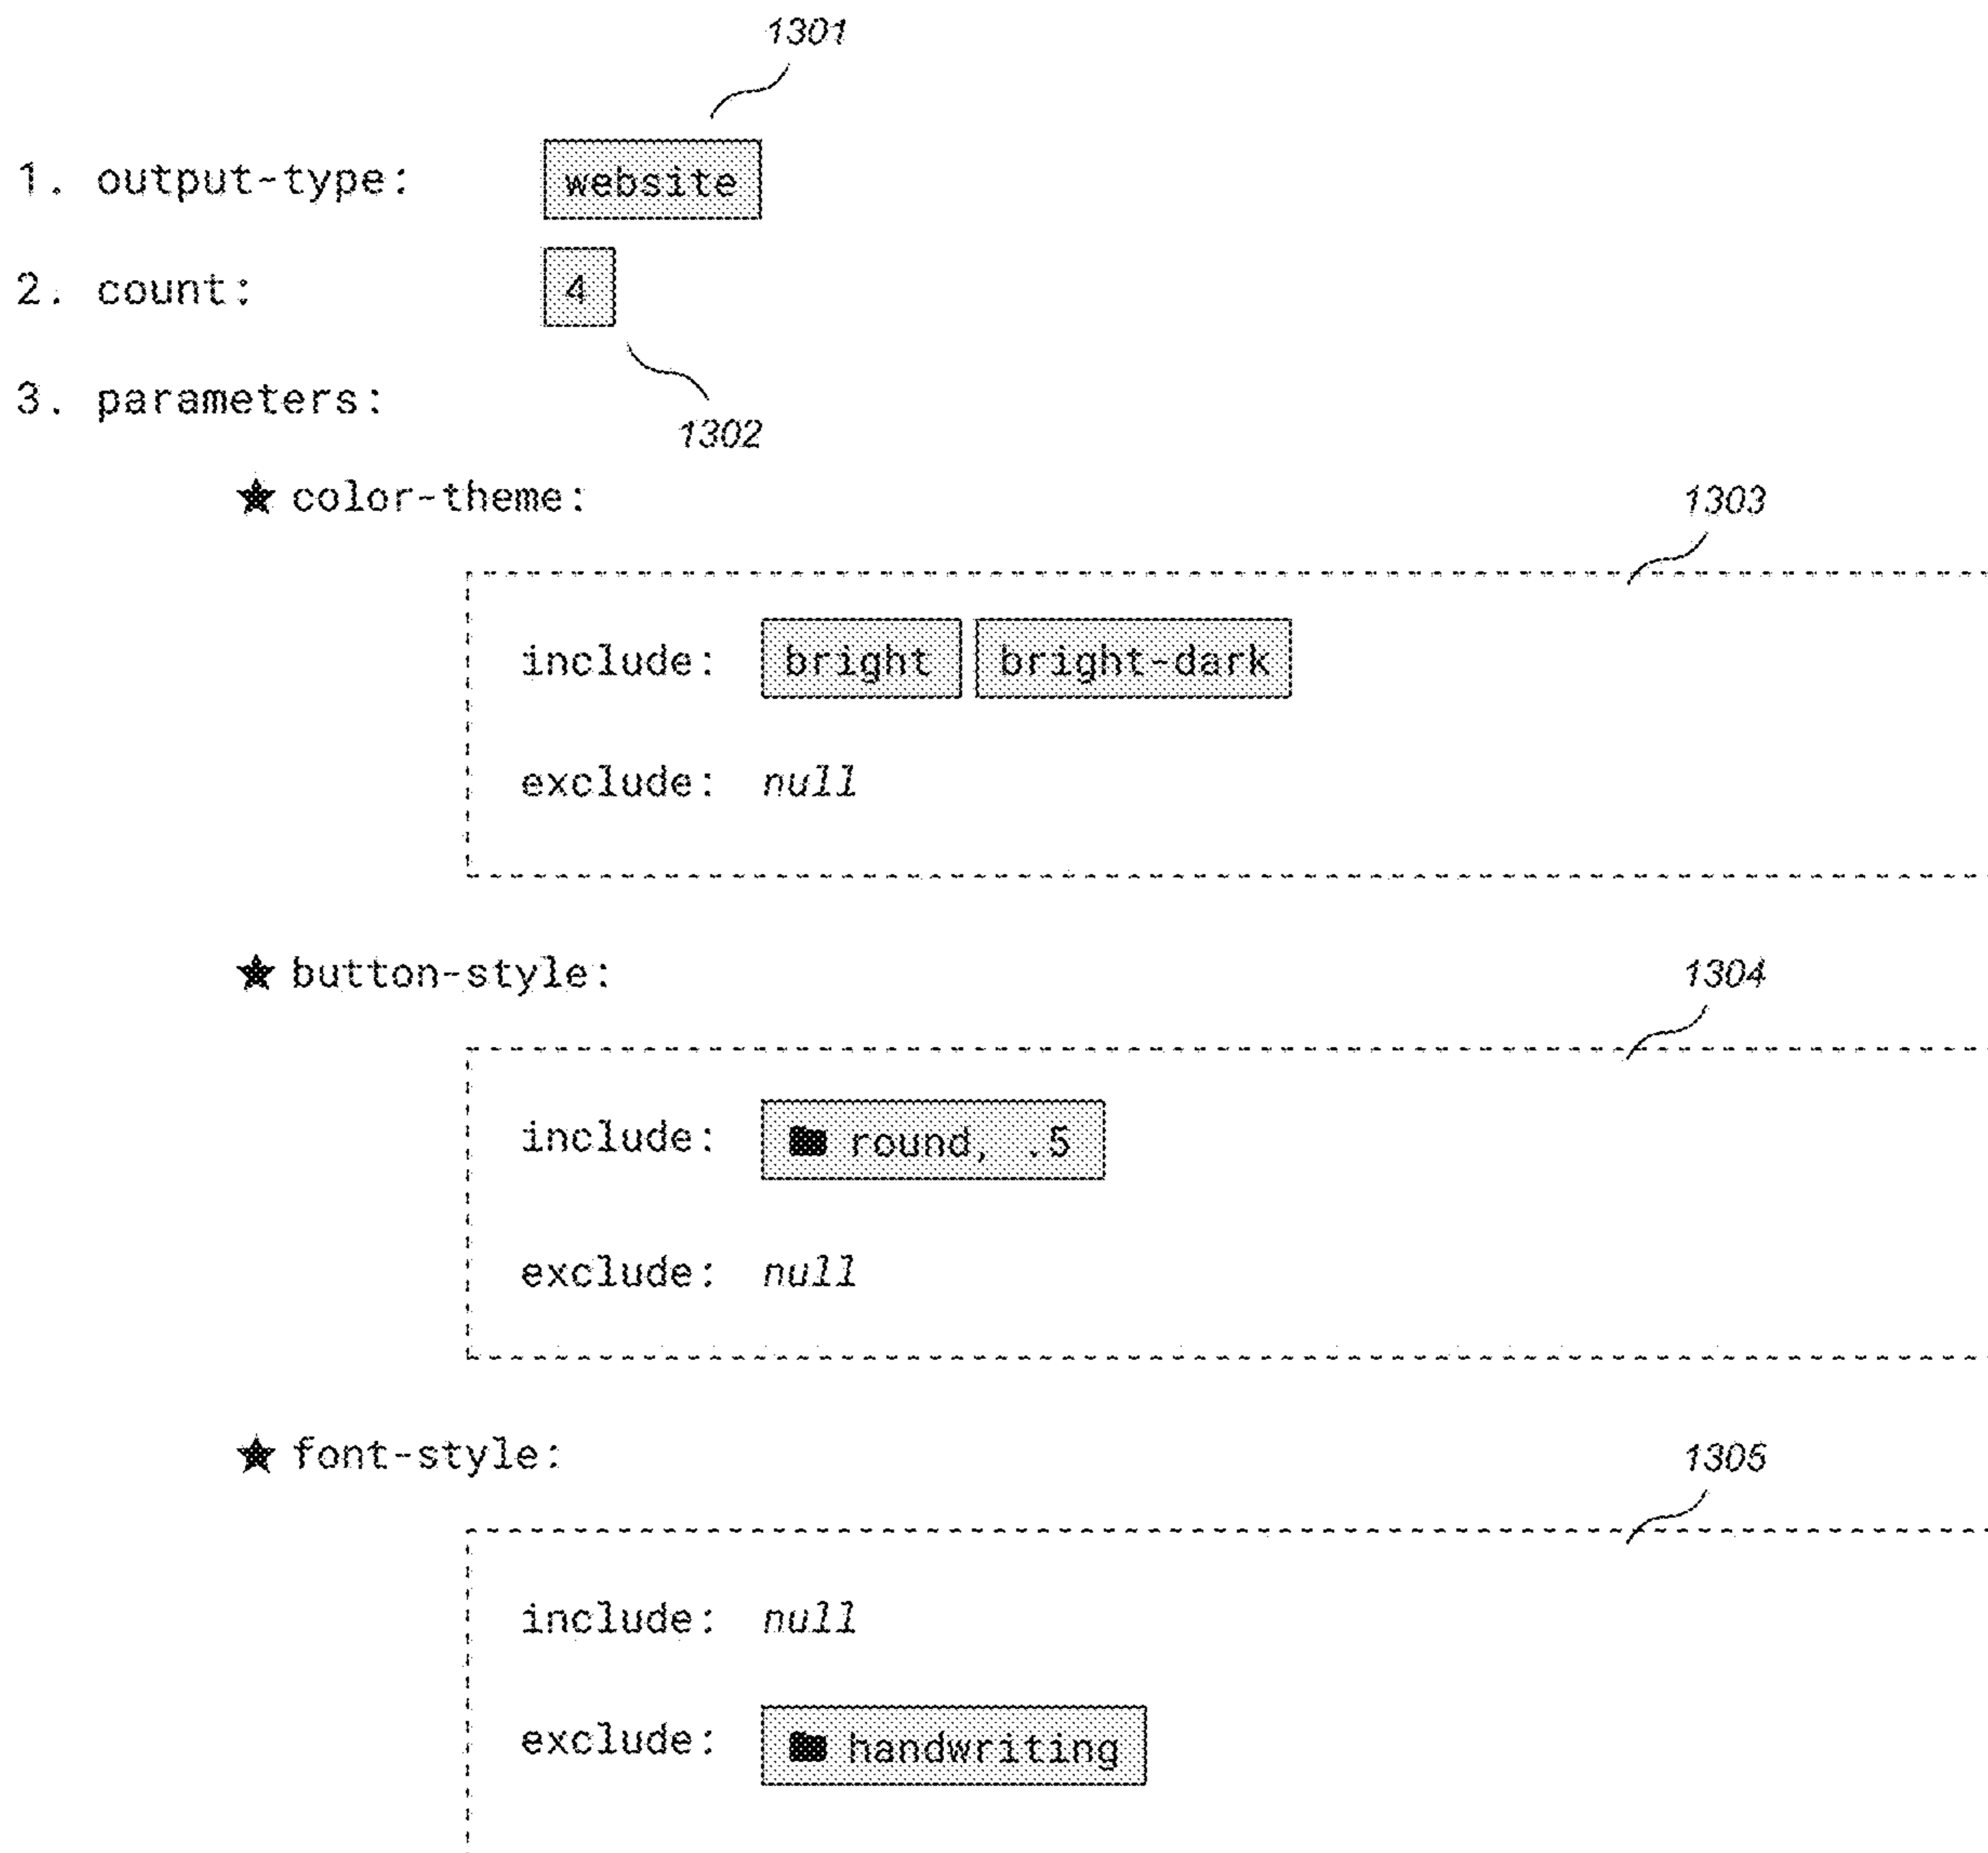 1301
1. output-type: website
2. count: 4
3. parameters:
1302
★ color-theme:
1303
include: bright bright-dark
exclude: null
★ button-style:
1304
include: round, .5
exclude: null
★ font-style:
1305
include: null
exclude: handwriting